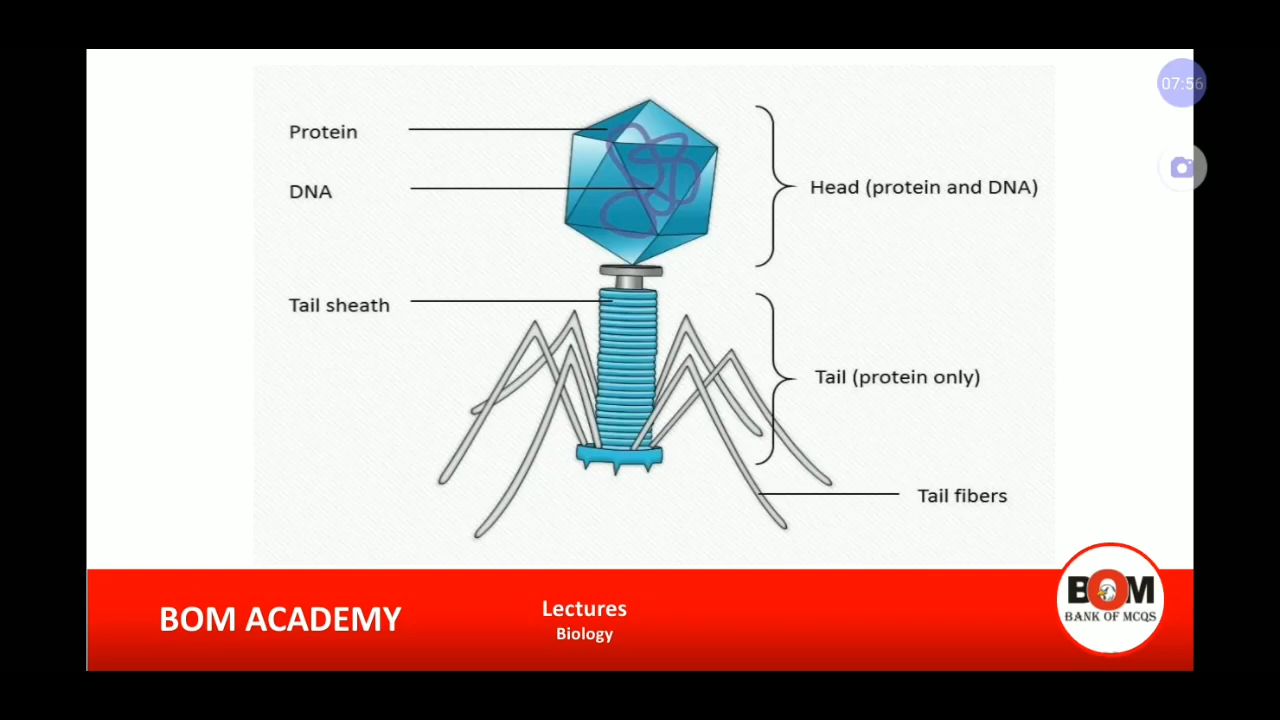 07:56
Protein
DNA
Head (protein and DNA)
Tail sheath
Tail (protein only)
Tail fibers
BOM ACADEMY
Lectures
Biology
BOM
BANK OF MCQS